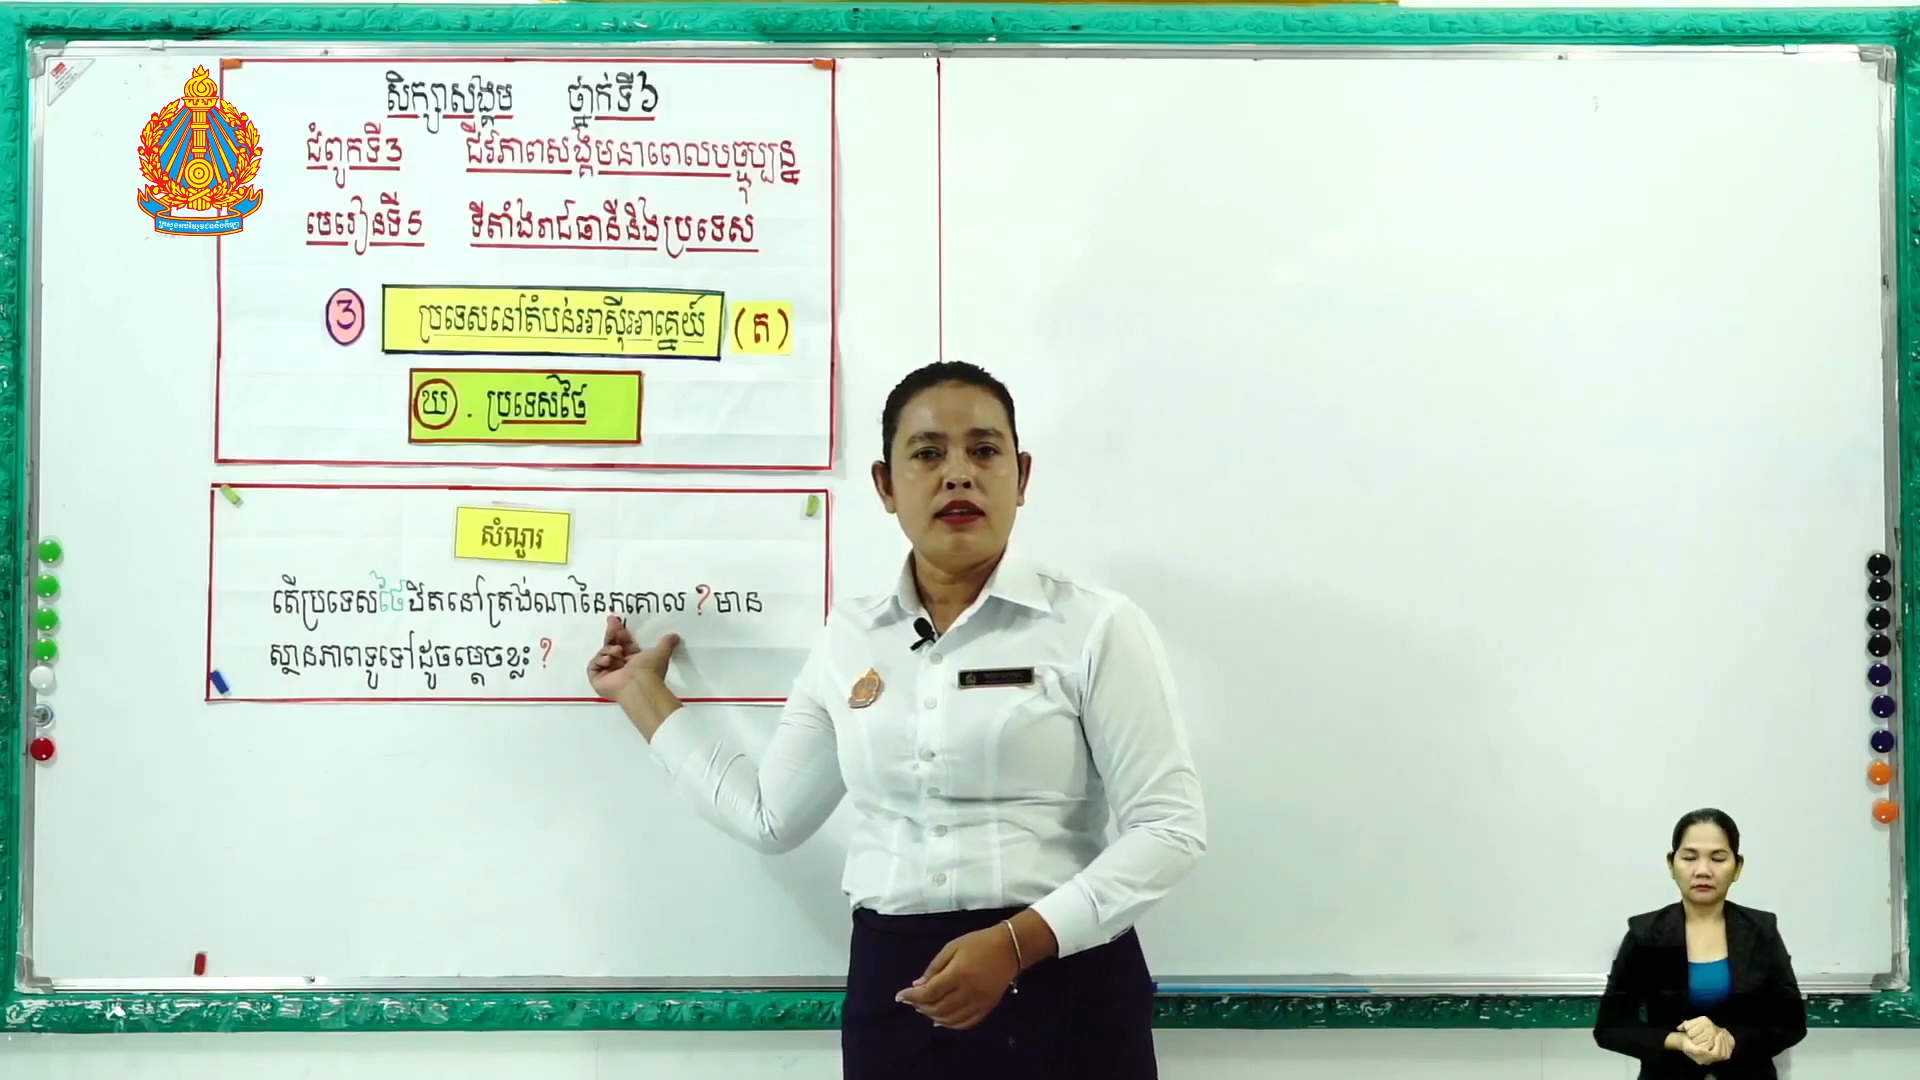 សិក្សាសង្គម ថ្នាក់ទី៦
ជំពូកទី3 ជីវភាពសង្គមនាពេលបច្ចុប្បន្ន
មេរៀនទី5 ទីតាំងរាជធានីនិងប្រទេស
3 ប្រទេសនៅតំបន់អាស៊ីអាគ្នេយ៍ (ត)
ឃ . ប្រទេសថៃ
សំណួរ
តើប្រទេសថៃឋិតនៅត្រង់ណានៃភូគោល ? មាន
ស្ថានភាពទូទៅដូចម្តេចខ្លះ ?